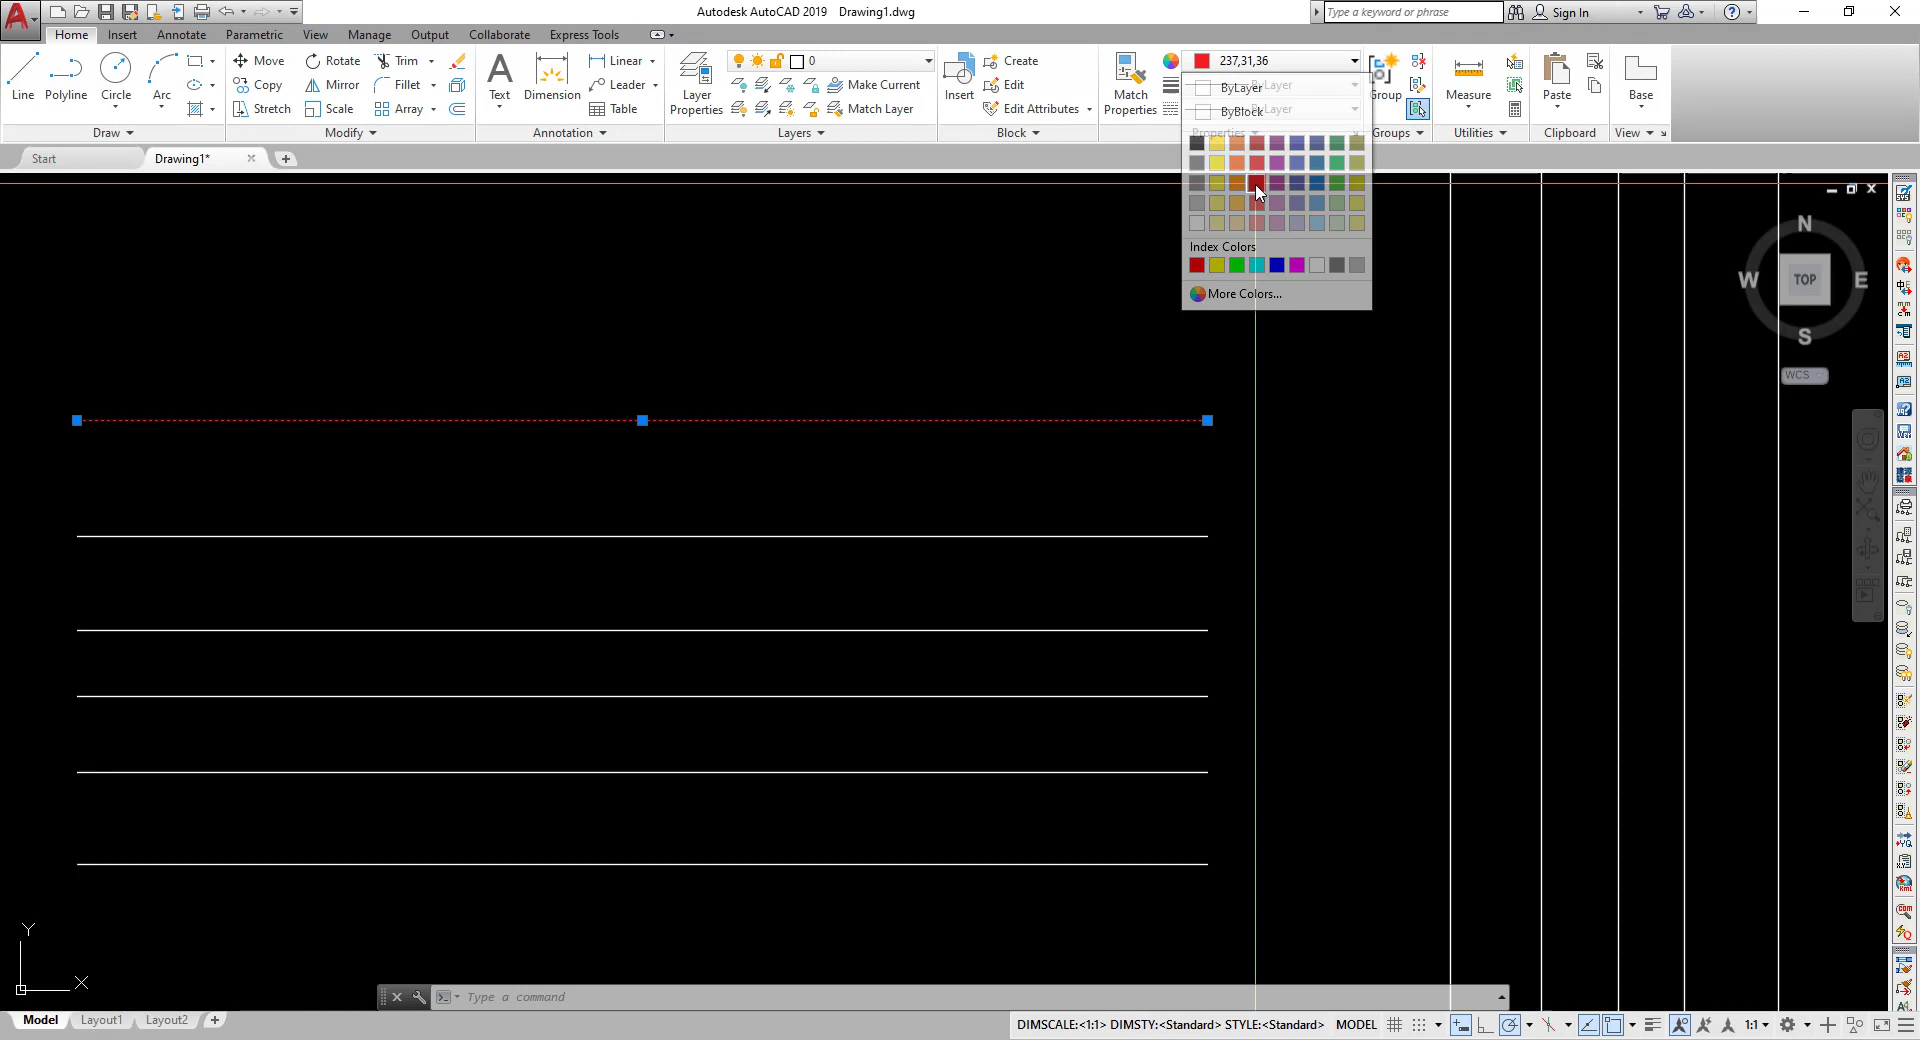 Autodesk AutoCAD 2019 Drawing1.dwg
Type a keyword or phrase
Sign In
Home Insert Annotate Parametric View Manage Output Collaborate Express Tools
Line
Polyline
Circle
Arc
Draw
Move Rotate Trim
Copy Mirror Fillet
Stretch Scale Array
Modify
Text
Dimension
Linear
Leader
Table
Annotation
Layer
Properties
0
Make Current
Match Layer
Layers
Insert
Create
Edit
Edit Attributes
Block
Match
Properties
237,31,36
ByLayer
ByLayer
ByBlock
ByLayer
Properties
Index Colors
More Colors...
Group
Groups
Measure
Utilities
Paste
Clipboard
Base
View
Start Drawing1*
N
W TOP E
S
WCS
Y
X
Type a command
Model Layout1 Layout2
DIMSCALE:<1:1> DIMSTY:<Standard> STYLE:<Standard> MODEL 1:1